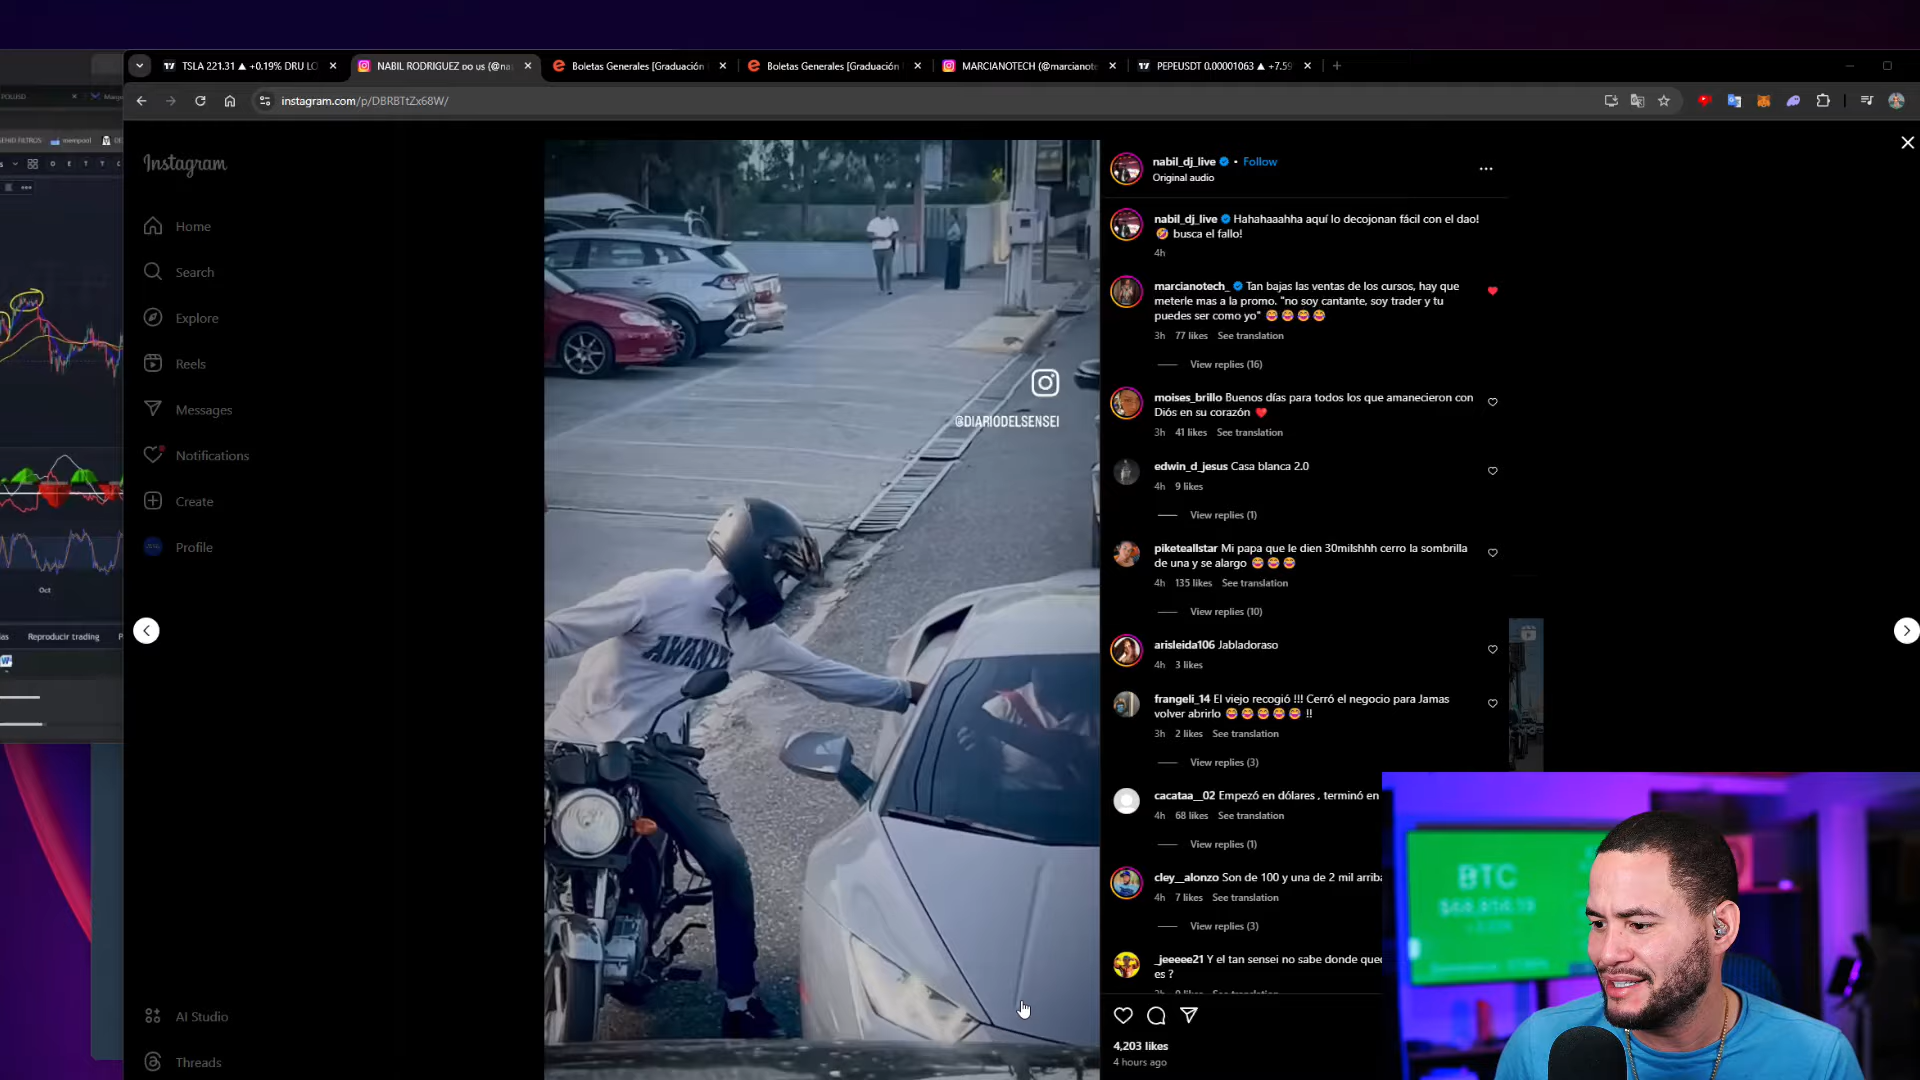 TSLA 221.31 ▲ +0.19% DRU LO
NABIL RODRIGUEZ DO US (@na
Boletas Generales [Graduación
Boletas Generales [Graduación
MARCIANOTECH (@marcianote
PEPEUSDT 0.00001063 ▲ +7.59
instagram.com/p/DBRBTtZx68W/
Instagram
Home
Search
Explore
Reels
Messages
Notifications
Create
Profile
AI Studio
Threads
mempool
Oct
Reproducir trading
@DIARIODELSENSEI
AWAKE
nabil_dj_live • Follow
Original audio
nabil_dj_live Hahahaaahha aquí lo decojonan fácil con el dao!
🤣 busca el fallo!
4h
marcianotech_ Tan bajas las ventas de los cursos, hay que
meterle mas a la promo. "no soy cantante, soy trader y tu
puedes ser como yo" 😂😂😂😂
3h 77 likes See translation
View replies (16)
moises_brillo Buenos días para todos los que amanecieron con
Diós en su corazón ❤️
3h 41 likes See translation
edwin_d_jesus Casa blanca 2.0
4h 9 likes
View replies (1)
piketeallstar Mi papa que le dien 30milshhh cerro la sombrilla
de una y se alargo 😂😂😂
4h 135 likes See translation
View replies (10)
arisleida106 Jabladoraso
4h 3 likes
frangeli_14 El viejo recogió !!! Cerró el negocio para Jamas
volver abrirlo 😂😂😂😂😂 !!
3h 2 likes See translation
View replies (3)
cacataa__02 Empezó en dólares , terminó en
4h 68 likes See translation
View replies (1)
cley__alonzo Son de 100 y una de 2 mil arriba
4h 7 likes See translation
View replies (3)
_jeeeee21 Y el tan sensei no sabe donde qued
es ?
4,203 likes
4 hours ago
BTC